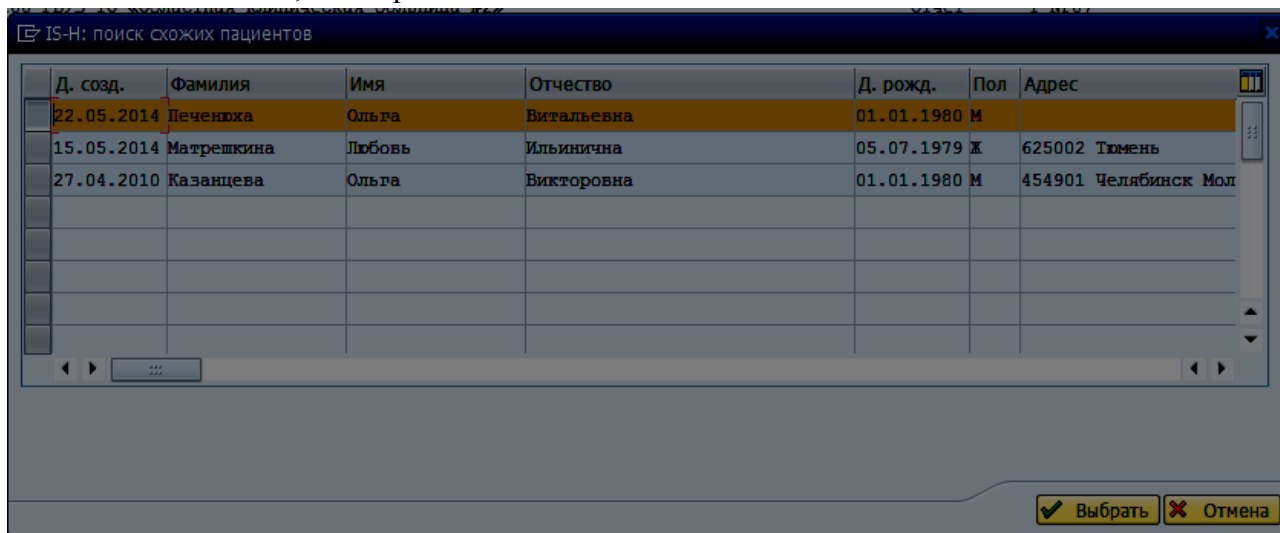 IS-H: поиск схожих пациентов
Д. созд. Фамилия Имя Отчество Д. рожд. Пол Адрес
22.05.2014 Печенюха Ольга Витальевна 01.01.1980 М
15.05.2014 Матрешкина Любовь Ильинична 05.07.1979 Ж 625002 Тюмень
27.04.2010 Казанцева Ольга Викторовна 01.01.1980 М 454901 Челябинск Мол
Выбрать Отмена